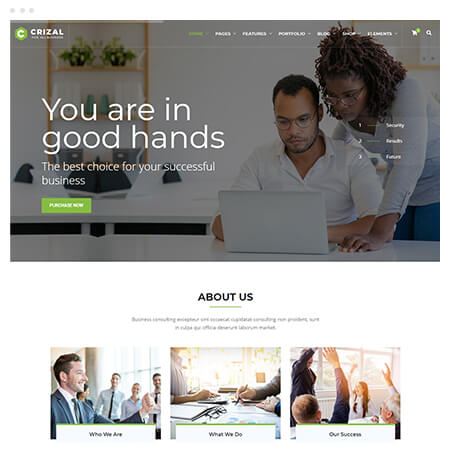 CRIZAL
FOR ALL BUSINESS
HOME PAGES FEATURES PORTFOLIO BLOG SHOP ELEMENTS
You are in
good hands
The best choice for your successful
business
PURCHASE NOW
1 Security
2 Results
3 Future
ABOUT US
Business consulting excepteur sint occaecat cupidatat consulting non proident, sunt
in culpa qui officia deserunt laborum market.
Who We Are
What We Do
Our Success